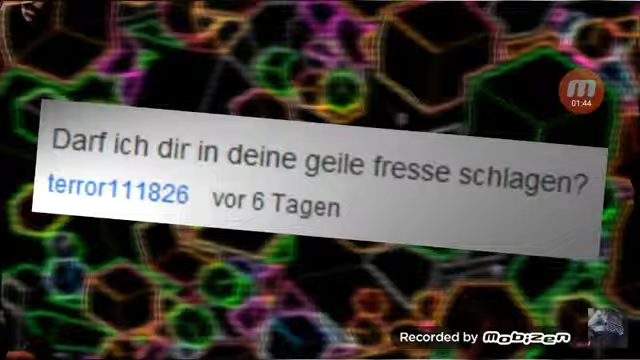 Darf ich dir in deine geile fresse schlagen?
terror111826 vor 6 Tagen
01:44
Recorded by Mobizen